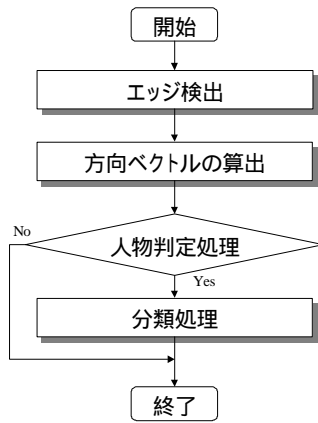 開始
エッジ検出
方向ベクトルの算出
人物判定処理
No
Yes
分類処理
終了